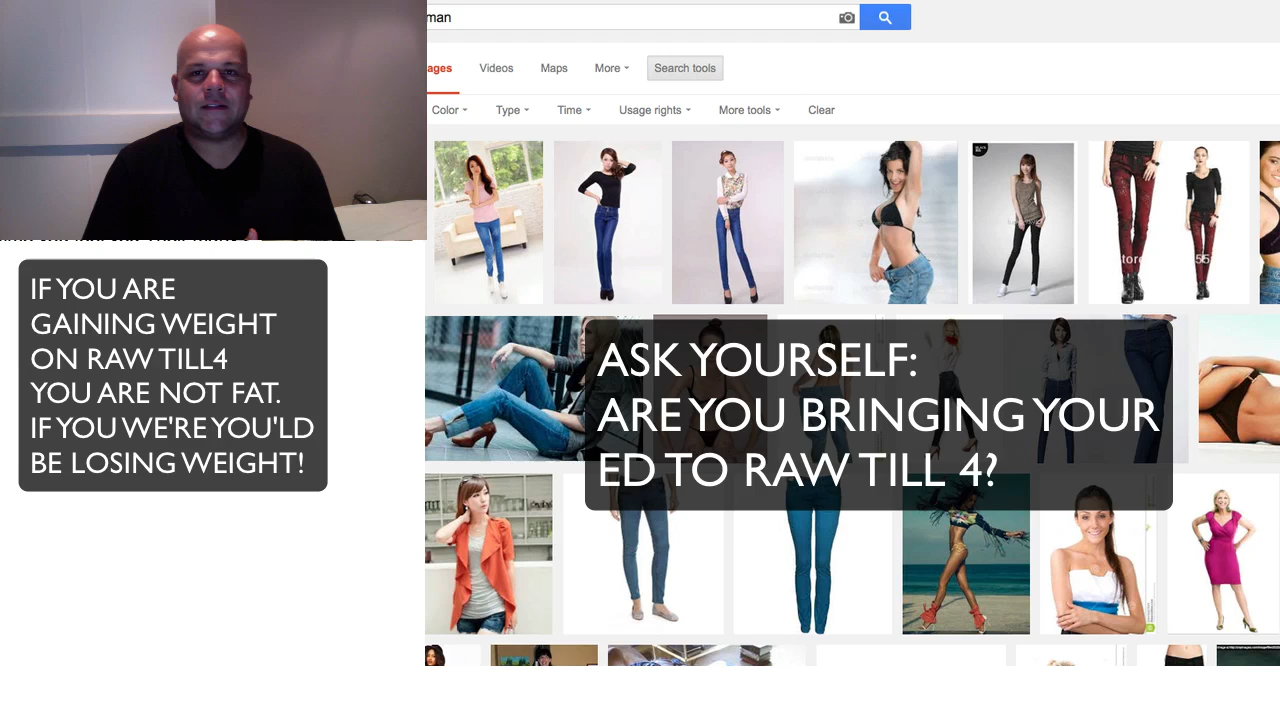 man
ages Videos Maps More Search tools
Color Type Time Usage rights More tools Clear
IF YOU ARE
GAINING WEIGHT
ON RAW TILL4
YOU ARE NOT FAT.
IF YOU WE'RE YOU'LD
BE LOSING WEIGHT!
ASK YOURSELF:
ARE YOU BRINGING YOUR
ED TO RAW TILL 4?